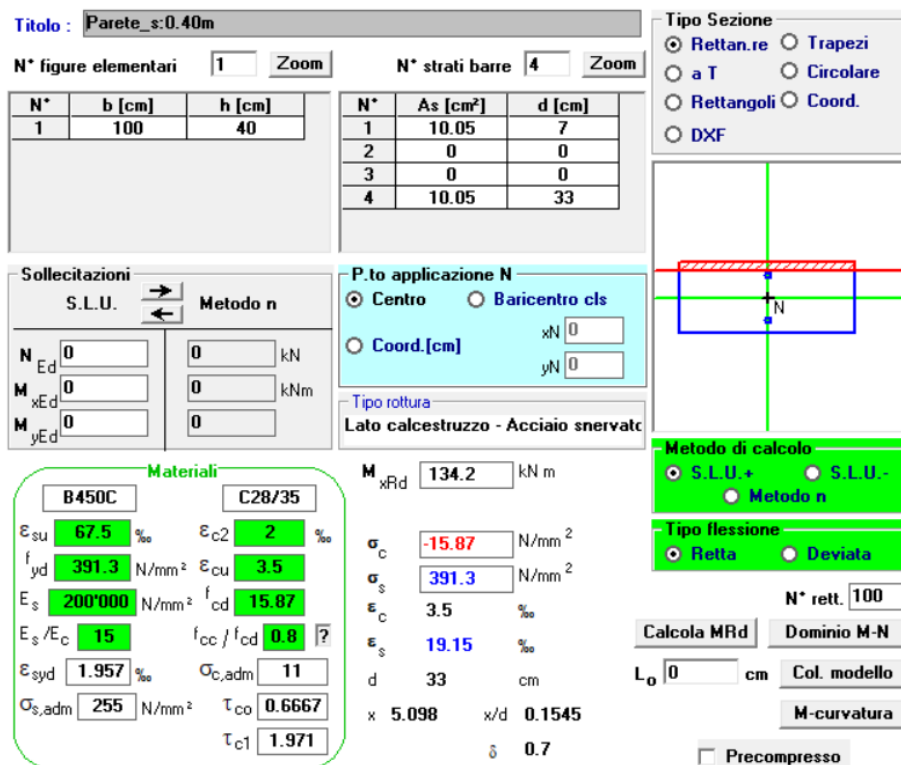 Titolo : Parete_s:0.40m
N° figure elementari 1 Zoom N° strati barre 4 Zoom
N° b [cm] h [cm]
1 100 40
N° As [cm²] d [cm]
1 10.05 7
2 0 0
3 0 0
4 10.05 33
Tipo Sezione
Rettan.re Trapezi
a T Circolare
Rettangoli Coord.
DXF
N
Sollecitazioni
S.L.U. Metodo n
N Ed 0 0 kN
M xEd 0 0 kNm
M yEd 0 0
P.to applicazione N
Centro Baricentro cls
Coord.[cm] xN 0
yN 0
Tipo rottura
Lato calcestruzzo - Acciaio snervato
Metodo di calcolo
S.L.U.+ S.L.U.-
Metodo n
Tipo flessione
Retta Deviata
Materiali
B450C C28/35
εsu 67.5 ‰ εc2 2 ‰
fyd 391.3 N/mm² εcu 3.5
Es 200'000 N/mm² fcd 15.87
Es/Ec 15 fcc / fcd 0.8 ?
εsyd 1.957 ‰ σc,adm 11
σs,adm 255 N/mm² τco 0.6667
τc1 1.971
M xRd 134.2 kN m
σc -15.87 N/mm²
σs 391.3 N/mm²
εc 3.5 ‰
εs 19.15 ‰
d 33 cm
x 5.098 x/d 0.1545
δ 0.7
N° rett. 100
Calcola MRd Dominio M-N
Lo 0 cm Col. modello
M-curvatura
Precompresso